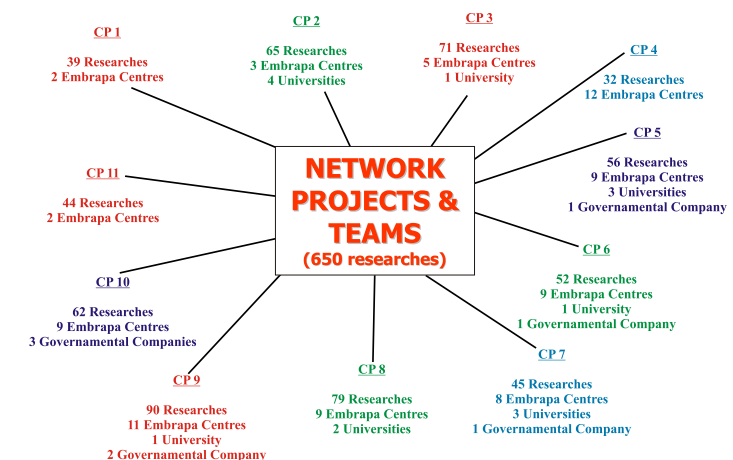 CP 1
39 Researches
2 Embrapa Centres
CP 2
65 Researches
3 Embrapa Centres
4 Universities
CP 3
71 Researches
5 Embrapa Centres
1 University
CP 4
32 Researches
12 Embrapa Centres
CP 5
56 Researches
9 Embrapa Centres
3 Universities
1 Governamental Company
CP 6
52 Researches
9 Embrapa Centres
1 University
1 Governamental Company
CP 7
45 Researches
8 Embrapa Centres
3 Universities
1 Governamental Company
CP 8
79 Researches
9 Embrapa Centres
2 Universities
CP 9
90 Researches
11 Embrapa Centres
1 University
2 Governamental Company
CP 10
62 Researches
9 Embrapa Centres
3 Governamental Companies
CP 11
44 Researches
2 Embrapa Centres
NETWORK
PROJECTS &
TEAMS
(650 researches)